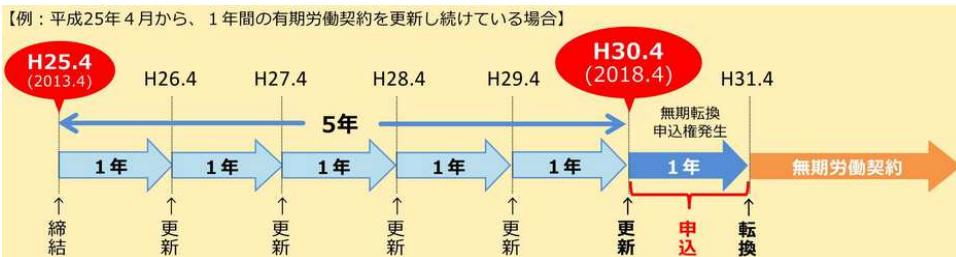 【例：平成25年４月から、１年間の有期労働契約を更新し続けている場合】
H25.4
(2013.4)
H26.4
H27.4
H28.4
H29.4
H30.4
(2018.4)
H31.4
5年
無期転換
申込権発生
１年
１年
１年
１年
１年
１年
無期労働契約
↑
締結
↑
更新
↑
更新
↑
更新
↑
更新
↑
更新
申込
↑
転換